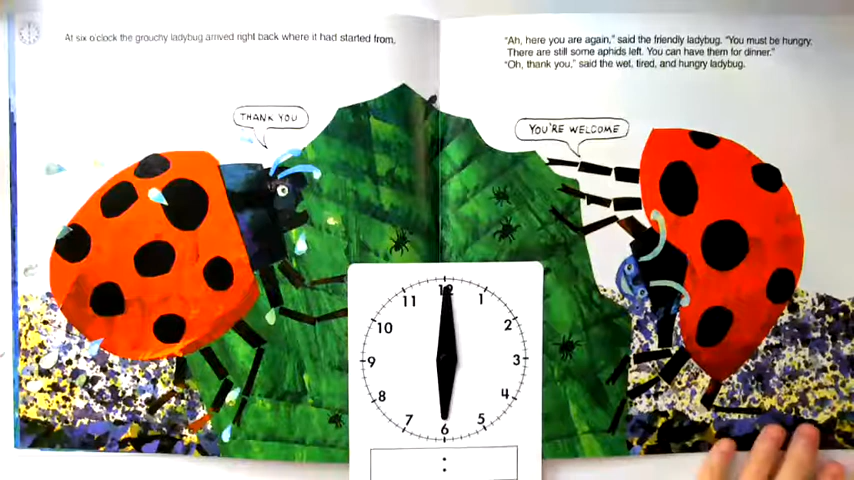 At six o'clock the grouchy ladybug arrived right back where it had started from.
"Ah, here you are again," said the friendly ladybug. "You must be hungry.
There are still some aphids left. You can have them for dinner."
"Oh, thank you," said the wet, tired, and hungry ladybug.
THANK YOU
YOU'RE WELCOME
12
11 1
10 2
9 3
8 4
7 5
6
: